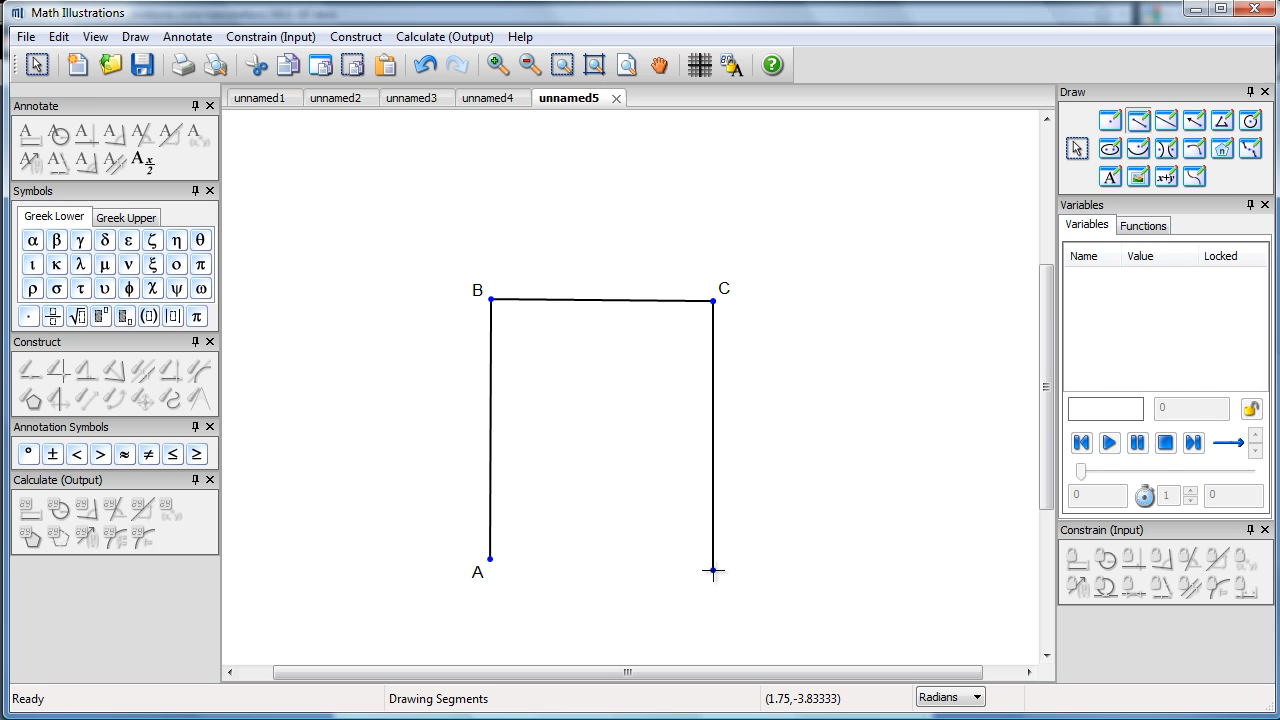 Math Illustrations
File Edit View Draw Annotate Constrain (Input) Construct Calculate (Output) Help
unnamed1 unnamed2 unnamed3 unnamed4 unnamed5
Annotate
Symbols
Greek Lower Greek Upper
α β γ δ ε ζ η θ
ι κ λ μ ν ξ ο π
ρ σ τ υ φ χ ψ ω
Construct
Annotation Symbols
° ± < > ≈ ≠ ≤ ≥
Calculate (Output)
B
C
A
Draw
Variables
Variables Functions
Name Value Locked
0
0 1 0
Constrain (Input)
Ready Drawing Segments (1.75,-3.83333) Radians